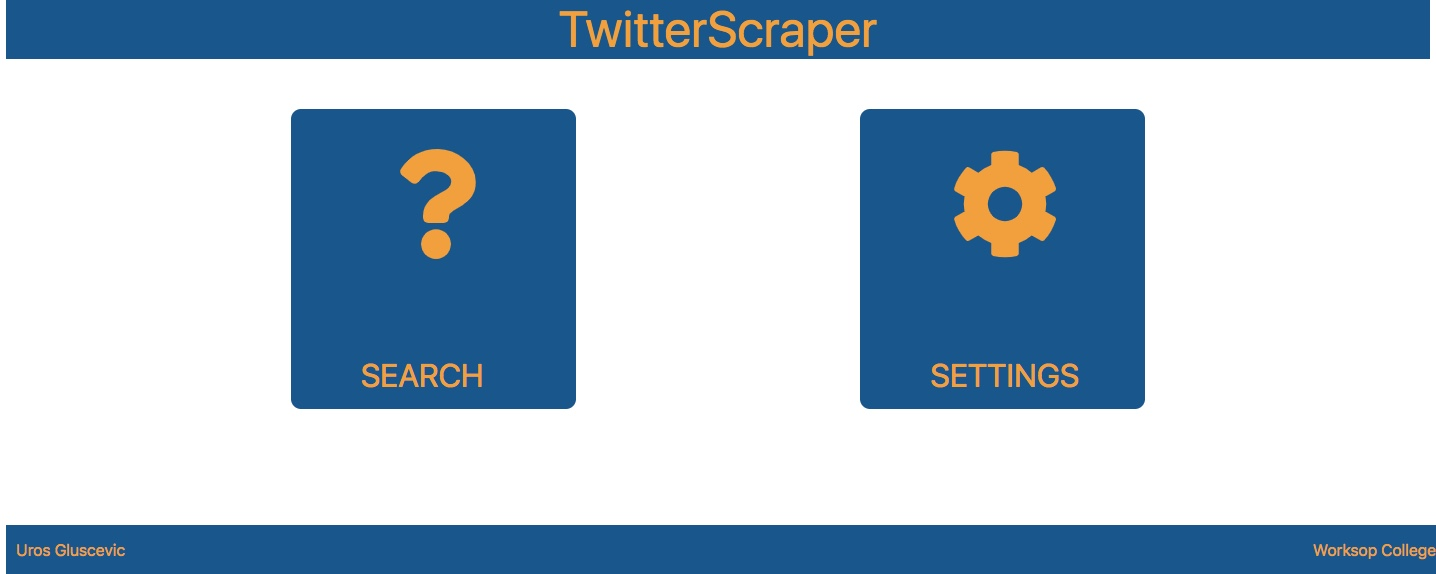 TwitterScraper
SEARCH
SETTINGS
Uros Gluscevic
Worksop College